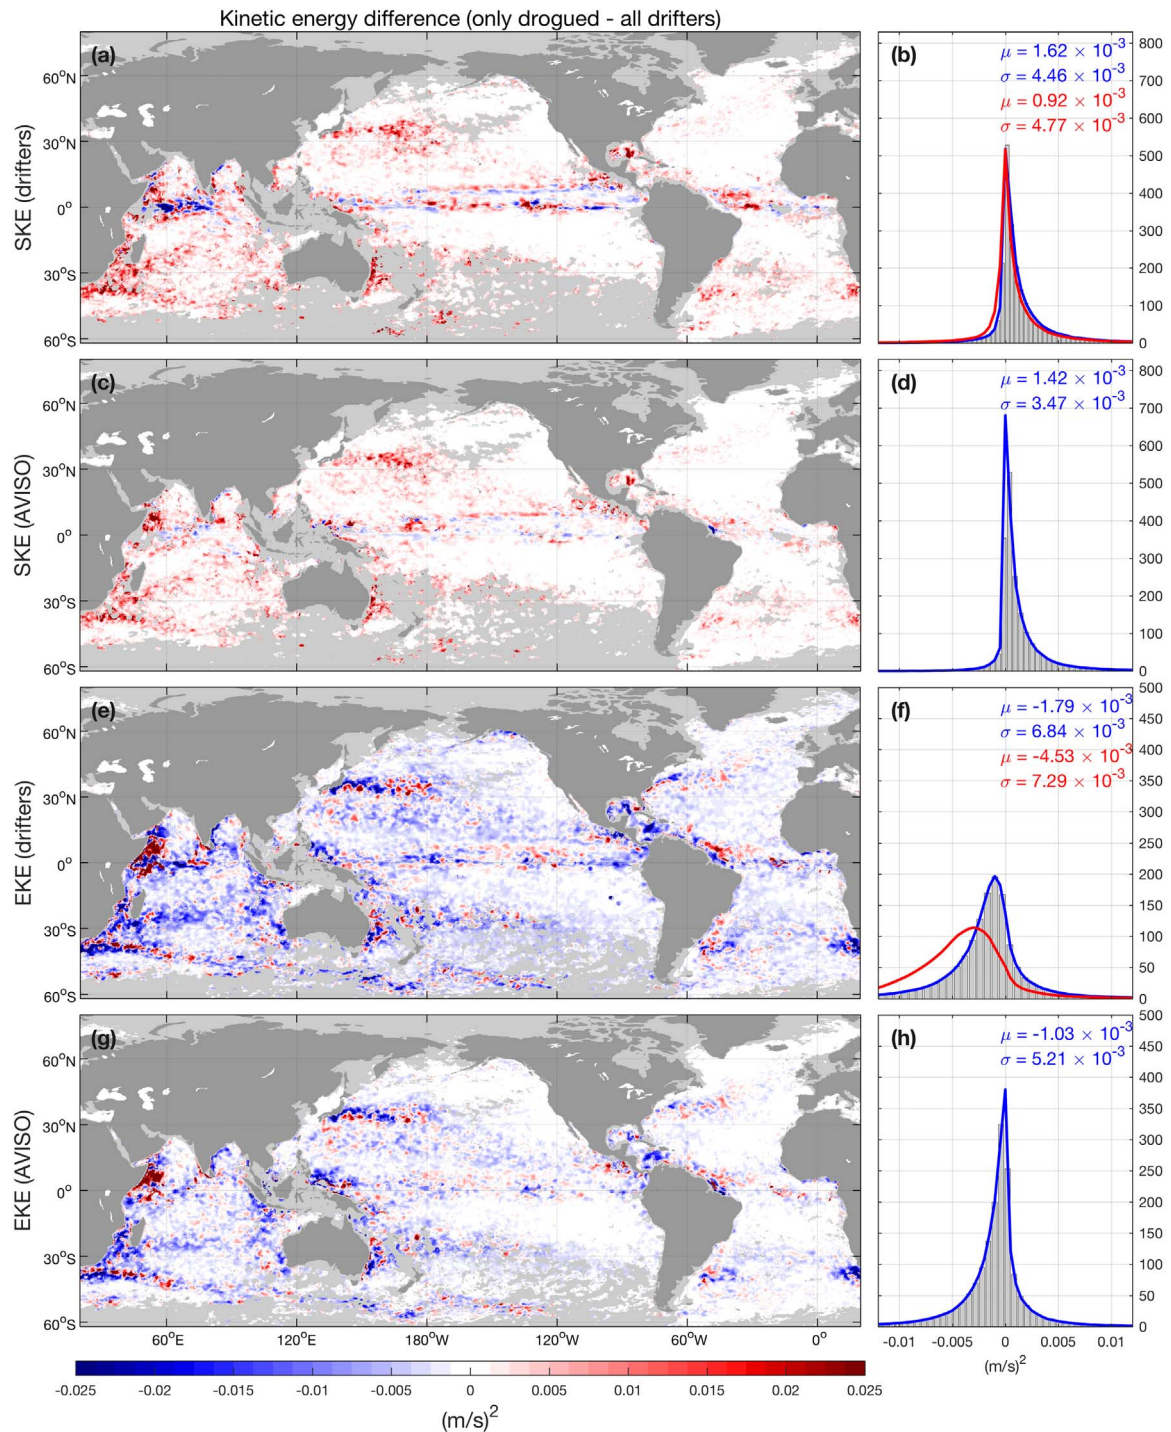 Kinetic energy difference (only drogued - all drifters)
(a)
SKE (drifters)
60°N
30°N
0°
30°S
60°S
(b)
μ = 1.62 × 10⁻³
σ = 4.46 × 10⁻³
μ = 0.92 × 10⁻³
σ = 4.77 × 10⁻³
800
700
600
500
400
300
200
100
0
(c)
SKE (AVISO)
60°N
30°N
0°
30°S
60°S
(d)
μ = 1.42 × 10⁻³
σ = 3.47 × 10⁻³
800
700
600
500
400
300
200
100
0
(e)
EKE (drifters)
60°N
30°N
0°
30°S
60°S
(f)
μ = -1.79 × 10⁻³
σ = 6.84 × 10⁻³
μ = -4.53 × 10⁻³
σ = 7.29 × 10⁻³
500
450
400
350
300
250
200
150
100
50
0
(g)
EKE (AVISO)
60°N
30°N
0°
30°S
60°S
60°E 120°E 180°W 120°W 60°W 0°
(h)
μ = -1.03 × 10⁻³
σ = 5.21 × 10⁻³
500
450
400
350
300
250
200
150
100
50
0
-0.01 -0.005 0 0.005 0.01
(m/s)²
-0.025 -0.02 -0.015 -0.01 -0.005 0 0.005 0.01 0.015 0.02 0.025
(m/s)²